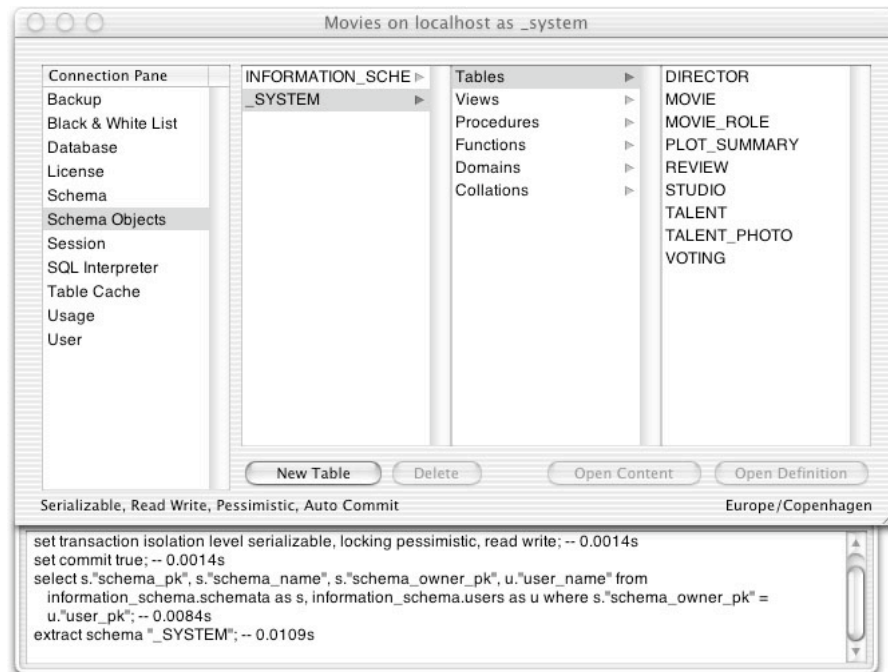 Movies on localhost as _system
Connection Pane
Backup
Black & White List
Database
License
Schema
Schema Objects
Session
SQL Interpreter
Table Cache
Usage
User
INFORMATION_SCHE
_SYSTEM
Tables
Views
Procedures
Functions
Domains
Collations
DIRECTOR
MOVIE
MOVIE_ROLE
PLOT_SUMMARY
REVIEW
STUDIO
TALENT
TALENT_PHOTO
VOTING
New Table Delete Open Content Open Definition
Serializable, Read Write, Pessimistic, Auto Commit Europe/Copenhagen
set transaction isolation level serializable, locking pessimistic, read write; -- 0.0014s
set commit true; -- 0.0014s
select s."schema_pk", s."schema_name", s."schema_owner_pk", u."user_name" from
information_schema.schemata as s, information_schema.users as u where s."schema_owner_pk" =
u."user_pk"; -- 0.0084s
extract schema "_SYSTEM"; -- 0.0109s